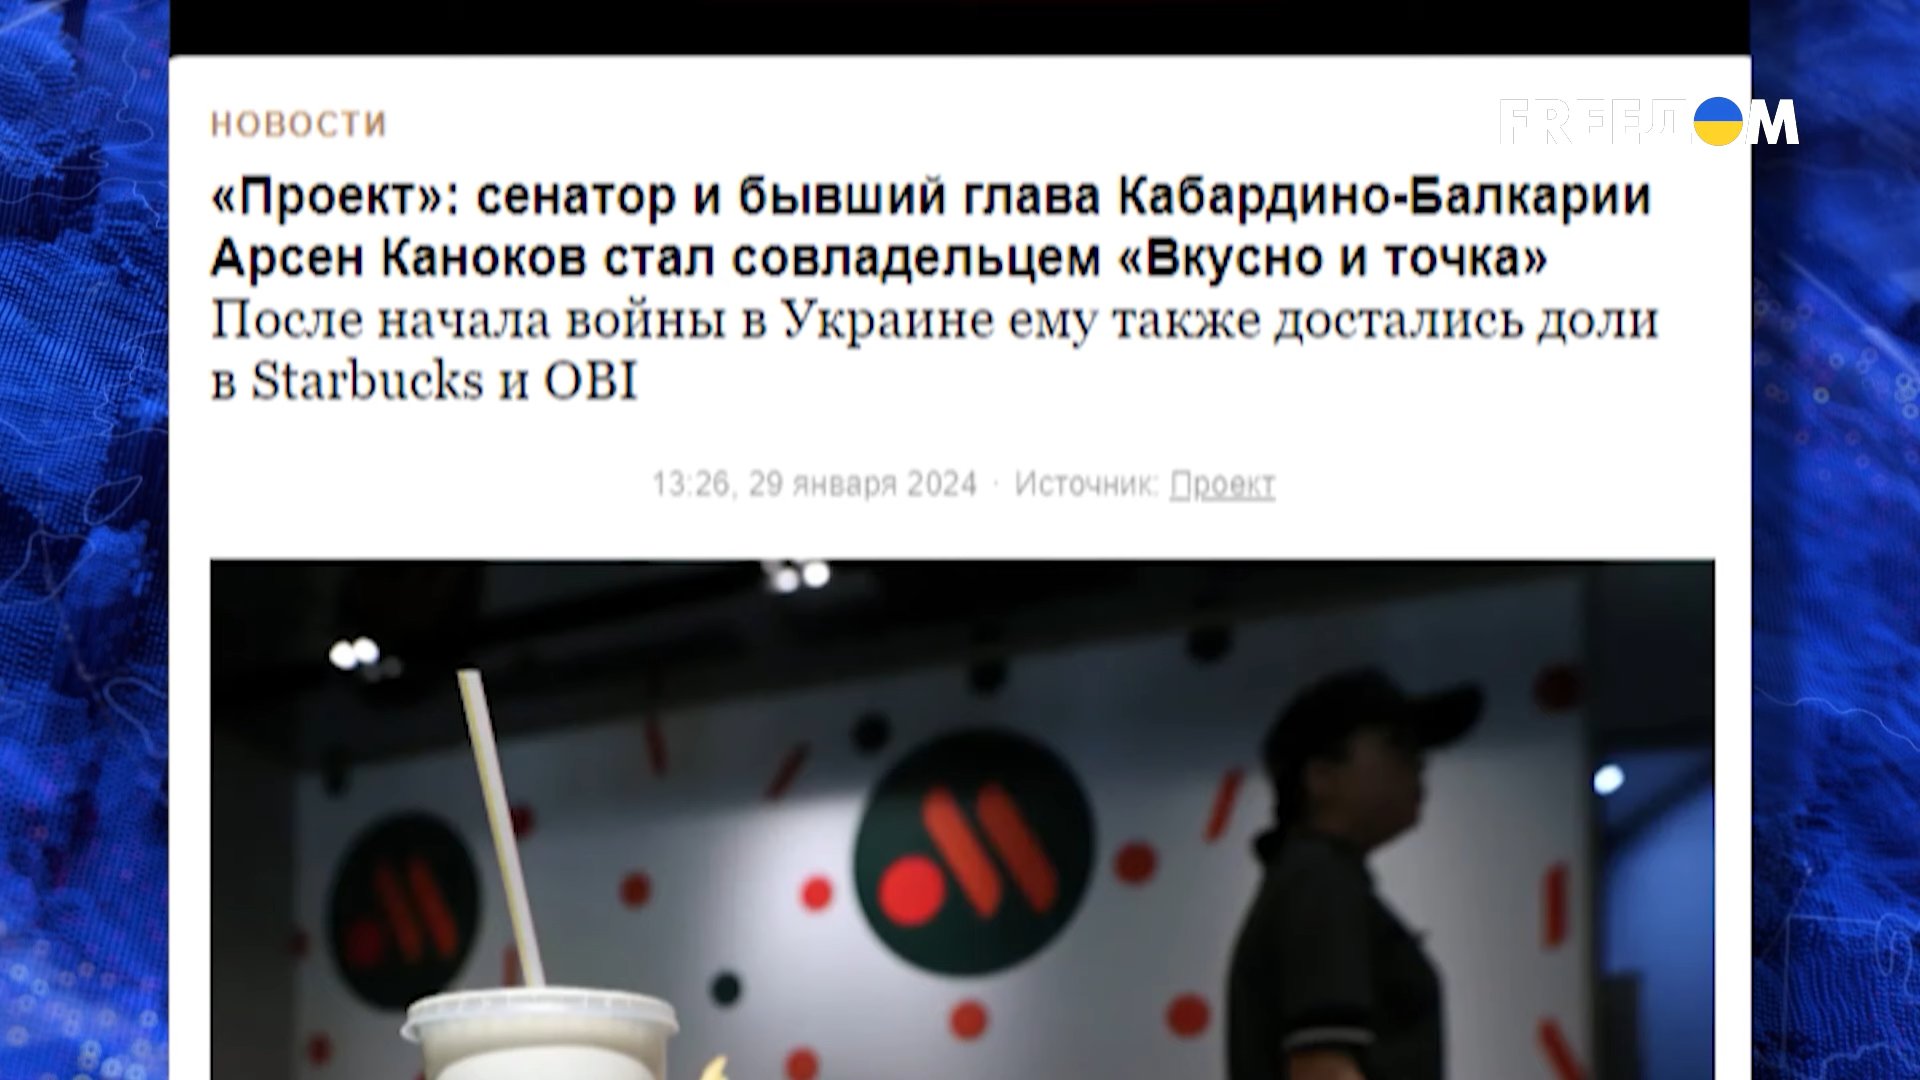 FREEДOM
НОВОСТИ
«Проект»: сенатор и бывший глава Кабардино-Балкарии
Арсен Каноков стал совладельцем «Вкусно и точка»
После начала войны в Украине ему также достались доли
в Starbucks и OBI
13:26, 29 января 2024 · Источник: Проект